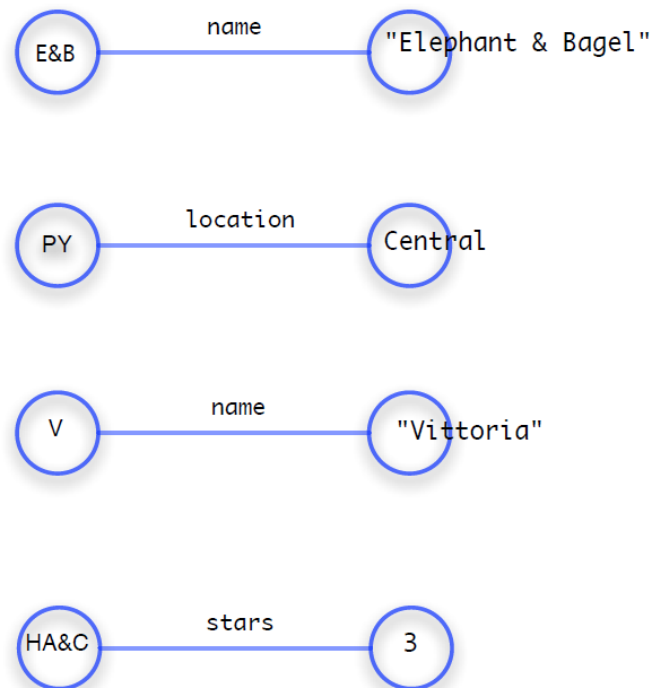 name
E&B "Elephant & Bagel"
location
PY Central
name
V "Vittoria"
stars
HA&C 3